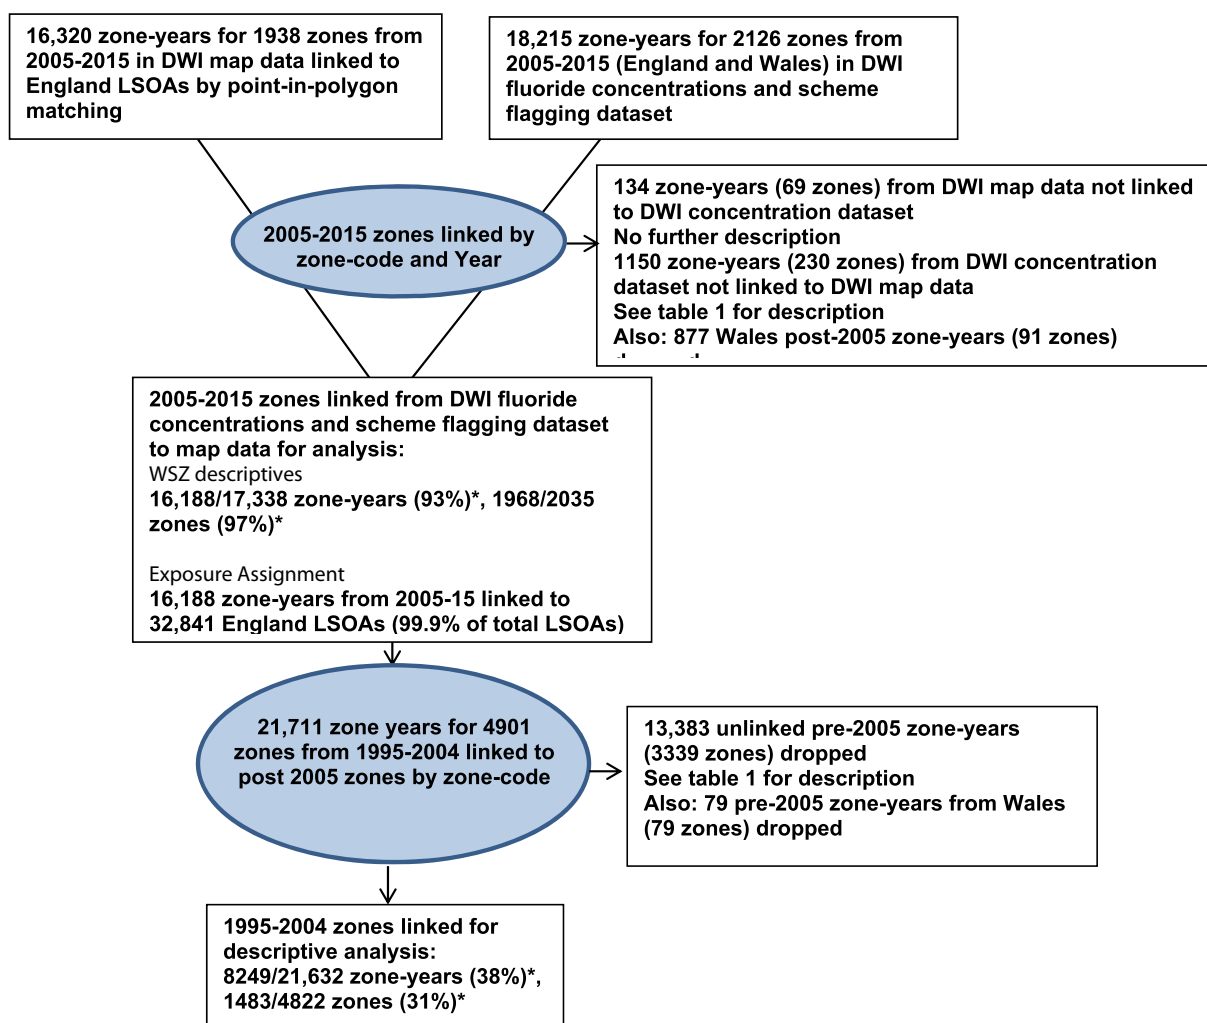 16,320 zone-years for 1938 zones from
2005-2015 in DWI map data linked to
England LSOAs by point-in-polygon
matching
18,215 zone-years for 2126 zones from
2005-2015 (England and Wales) in DWI
fluoride concentrations and scheme
flagging dataset
2005-2015 zones linked by
zone-code and Year
134 zone-years (69 zones) from DWI map data not linked
to DWI concentration dataset
No further description
1150 zone-years (230 zones) from DWI concentration
dataset not linked to DWI map data
See table 1 for description
Also: 877 Wales post-2005 zone-years (91 zones)
2005-2015 zones linked from DWI fluoride
concentrations and scheme flagging dataset
to map data for analysis:
WSZ descriptives
16,188/17,338 zone-years (93%)*, 1968/2035
zones (97%)*
Exposure Assignment
16,188 zone-years from 2005-15 linked to
32,841 England LSOAs (99.9% of total LSOAs)
21,711 zone years for 4901
zones from 1995-2004 linked to
post 2005 zones by zone-code
13,383 unlinked pre-2005 zone-years
(3339 zones) dropped
See table 1 for description
Also: 79 pre-2005 zone-years from Wales
(79 zones) dropped
1995-2004 zones linked for
descriptive analysis:
8249/21,632 zone-years (38%)*,
1483/4822 zones (31%)*